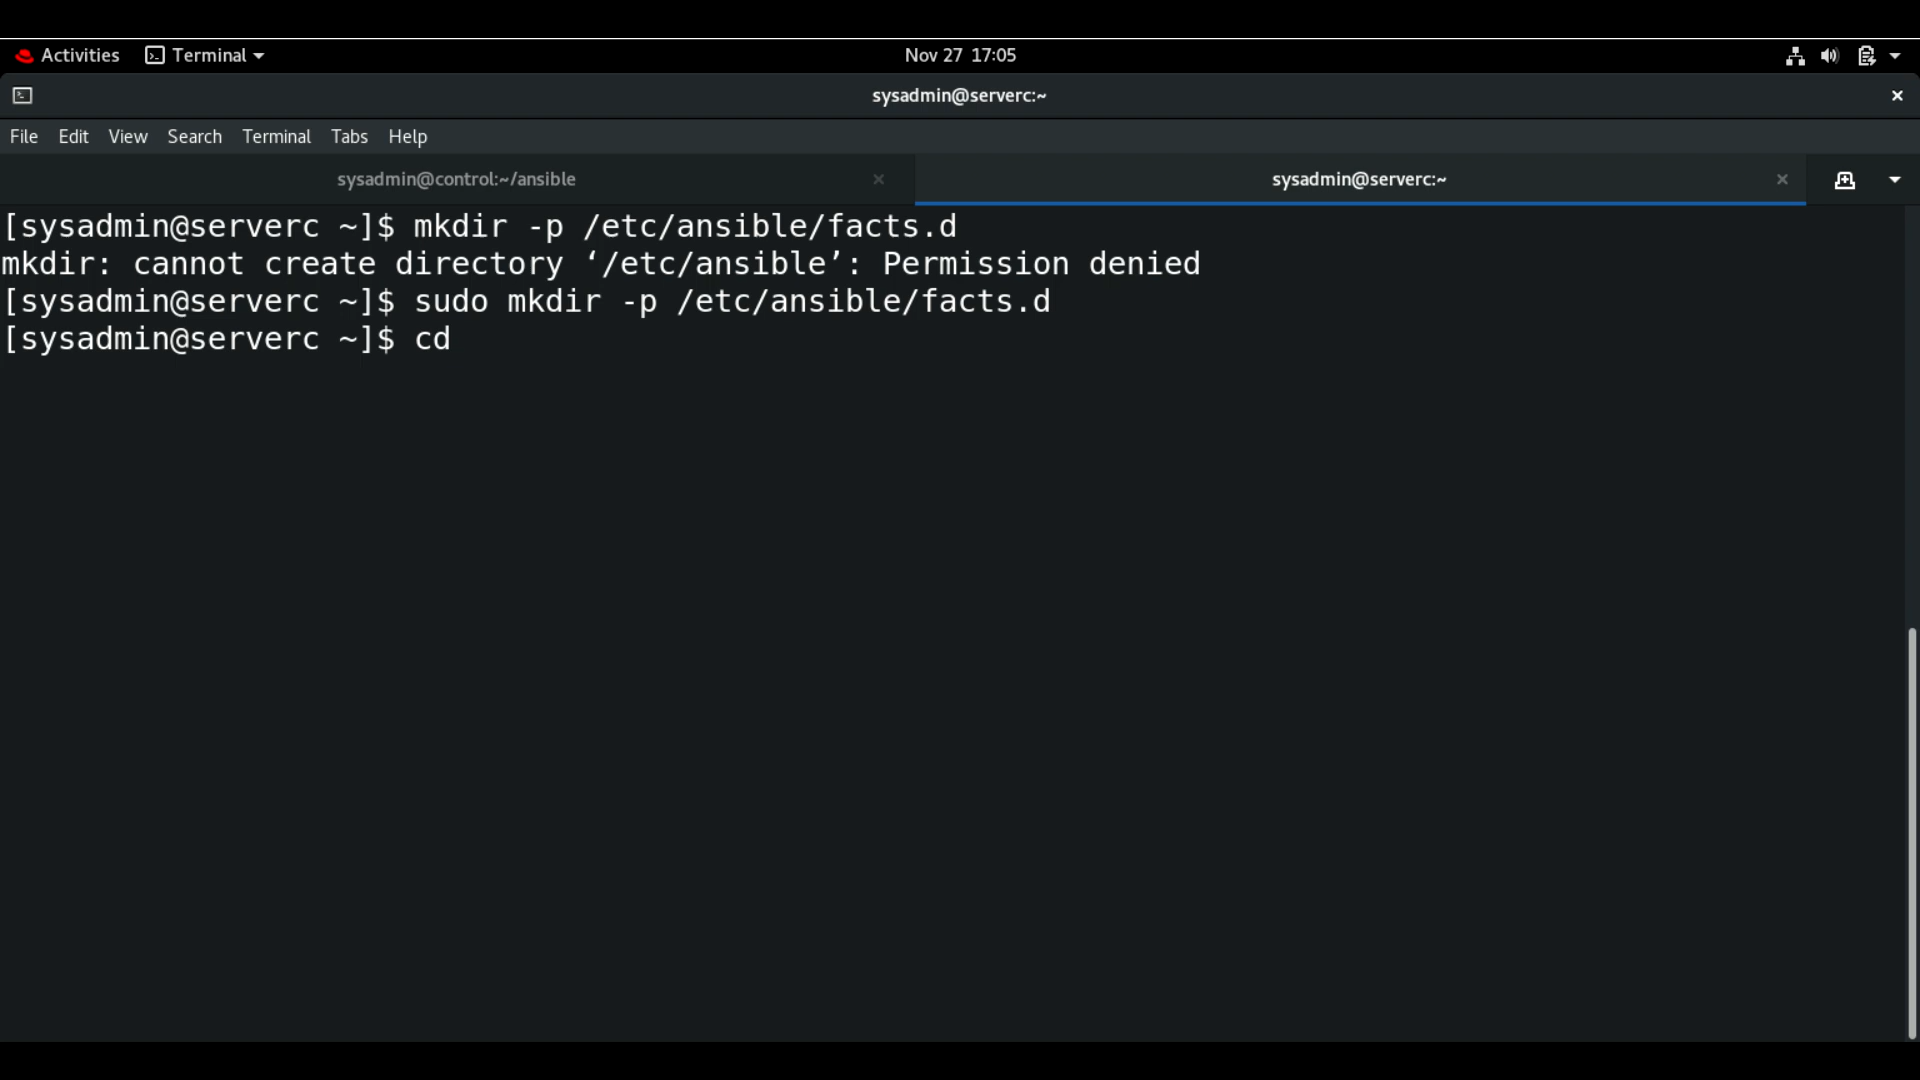 Activities Terminal Nov 27 17:05
sysadmin@serverc:~
File Edit View Search Terminal Tabs Help
sysadmin@control:~/ansible sysadmin@serverc:~
[sysadmin@serverc ~]$ mkdir -p /etc/ansible/facts.d
mkdir: cannot create directory ‘/etc/ansible’: Permission denied
[sysadmin@serverc ~]$ sudo mkdir -p /etc/ansible/facts.d
[sysadmin@serverc ~]$ cd